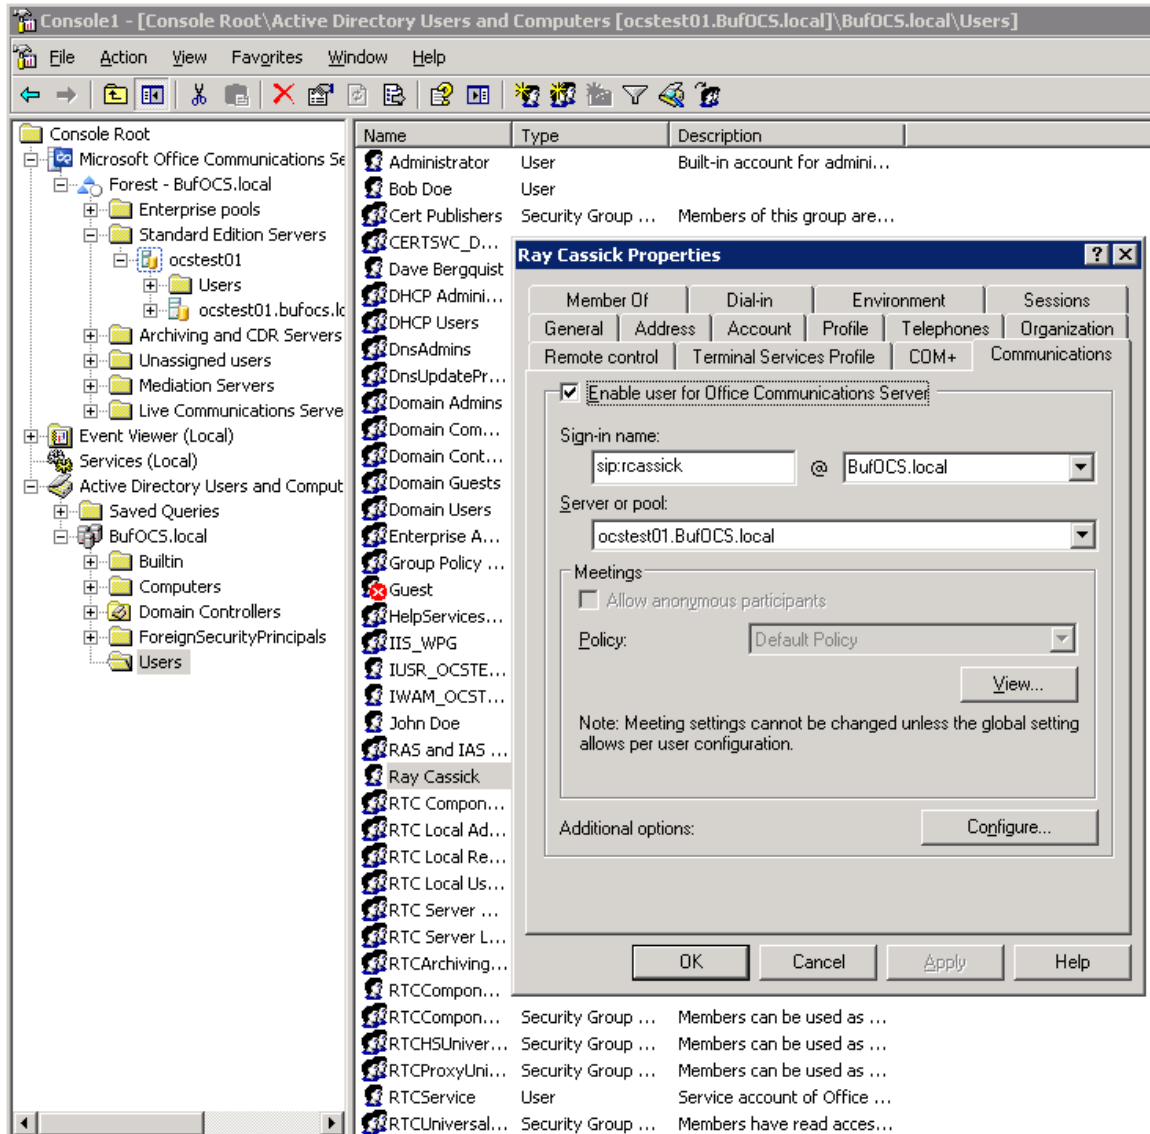 Console1 - [Console Root\Active Directory Users and Computers [ocstest01.BufOCS.local]\BufOCS.local\Users]
File Action View Favorites Window Help
Console Root
Microsoft Office Communications Se
Forest - BufOCS.local
Enterprise pools
Standard Edition Servers
ocstest01
Users
ocstest01.bufocs.lc
Archiving and CDR Servers
Unassigned users
Mediation Servers
Live Communications Serve
Event Viewer (Local)
Services (Local)
Active Directory Users and Comput
Saved Queries
BufOCS.local
Builtin
Computers
Domain Controllers
ForeignSecurityPrincipals
Users
Name Type Description
Administrator User Built-in account for admini...
Bob Doe User
Cert Publishers Security Group ... Members of this group are...
CERTSVC_D...
Dave Bergquist
DHCP Admini...
DHCP Users
DnsAdmins
DnsUpdatePr...
Domain Admins
Domain Com...
Domain Cont...
Domain Guests
Domain Users
Enterprise A...
Group Policy ...
Guest
HelpServices...
IIS_WPG
IUSR_OCSTE...
IWAM_OCST...
John Doe
RAS and IAS ...
Ray Cassick
RTC Compon...
RTC Local Ad...
RTC Local Re...
RTC Local Us...
RTC Server ...
RTC Server L...
RTCArchiving...
RTCCompon...
RTCCompon... Security Group ... Members can be used as ...
RTCHSUniver... Security Group ... Members can be used as ...
RTCProxyUni... Security Group ... Members can be used as ...
RTCService User Service account of Office ...
RTCUniversal... Security Group ... Members have read acces...
Ray Cassick Properties
Member Of Dial-in Environment Sessions
General Address Account Profile Telephones Organization
Remote control Terminal Services Profile COM+ Communications
Enable user for Office Communications Server
Sign-in name:
sip:rcassick @ BufOCS.local
Server or pool:
ocstest01.BufOCS.local
Meetings
Allow anonymous participants
Policy: Default Policy
View...
Note: Meeting settings cannot be changed unless the global setting
allows per user configuration.
Additional options: Configure...
OK Cancel Apply Help